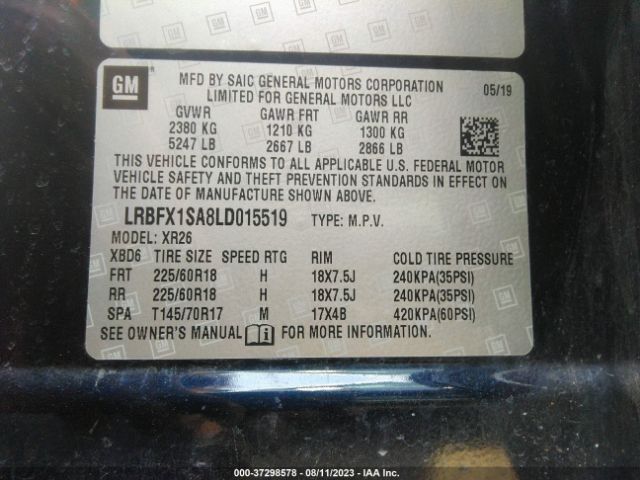 GM
MFD BY SAIC GENERAL MOTORS CORPORATION
LIMITED FOR GENERAL MOTORS LLC
05/19
GVWR GAWR FRT GAWR RR
2380 KG 1210 KG 1300 KG
5247 LB 2667 LB 2866 LB
THIS VEHICLE CONFORMS TO ALL APPLICABLE U.S. FEDERAL MOTOR
VEHICLE SAFETY AND THEFT PREVENTION STANDARDS IN EFFECT ON
THE DATE OF MANUFACTURE SHOWN ABOVE.
LRBFX1SA8LD015519 TYPE: M.P.V.
MODEL: XR26
XBD6 TIRE SIZE SPEED RTG RIM COLD TIRE PRESSURE
FRT 225/60R18 H 18X7.5J 240KPA(35PSI)
RR 225/60R18 H 18X7.5J 240KPA(35PSI)
SPA T145/70R17 M 17X4B 420KPA(60PSI)
SEE OWNER'S MANUAL FOR MORE INFORMATION.
000-37298578 - 08/11/2023 - IAA Inc.